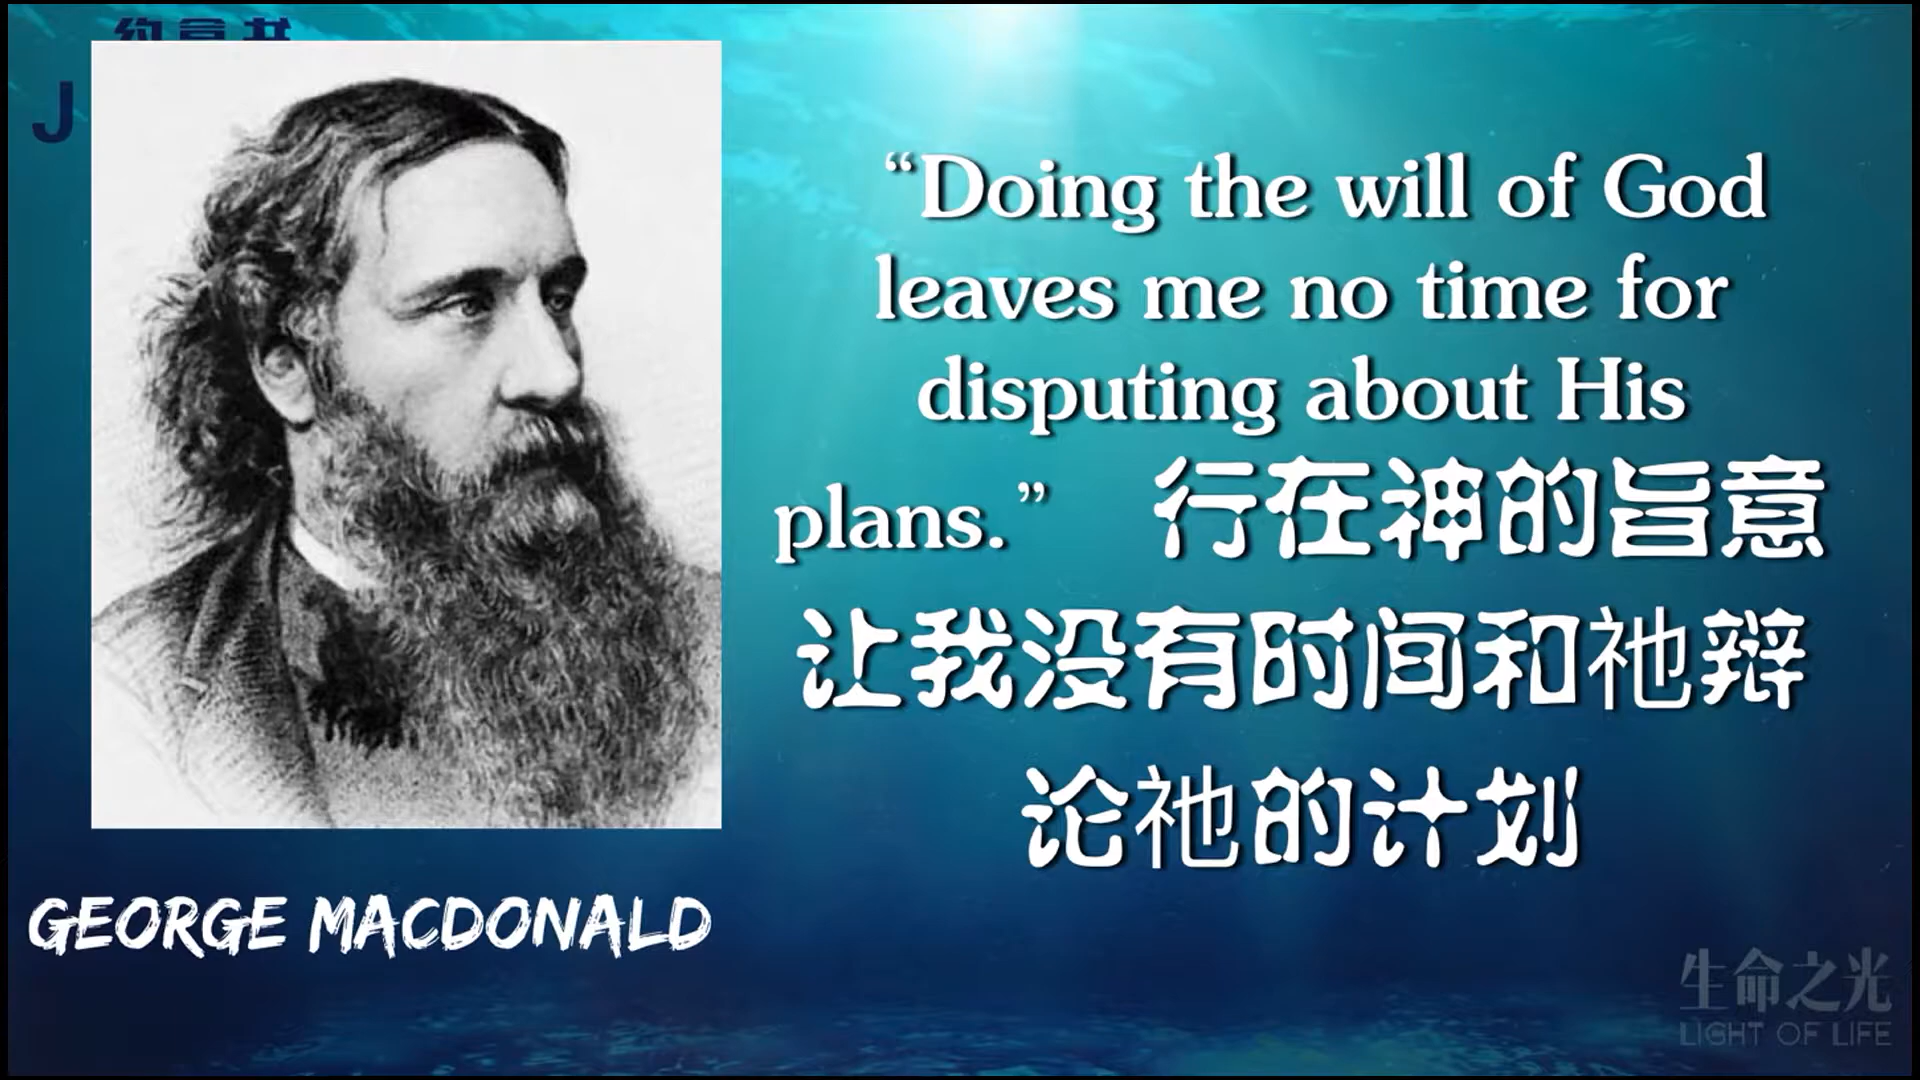 J
“Doing the will of God
leaves me no time for
disputing about His
plans.” 行在神的旨意
让我没有时间和祂辩
论祂的计划
GEORGE MACDONALD
生命之光
LIGHT OF LIFE